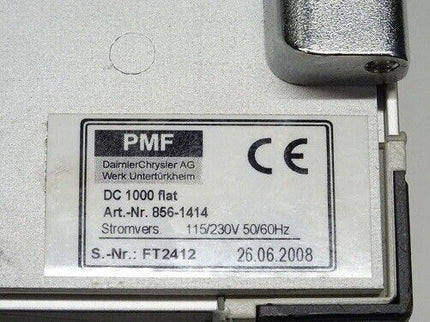 PMF
DaimlerChrysler AG
Werk Untertürkheim
CE
DC 1000 flat
Art.-Nr. 856-1414
Stromvers. 115/230V 50/60Hz
S.-Nr.: FT2412 26.06.2008